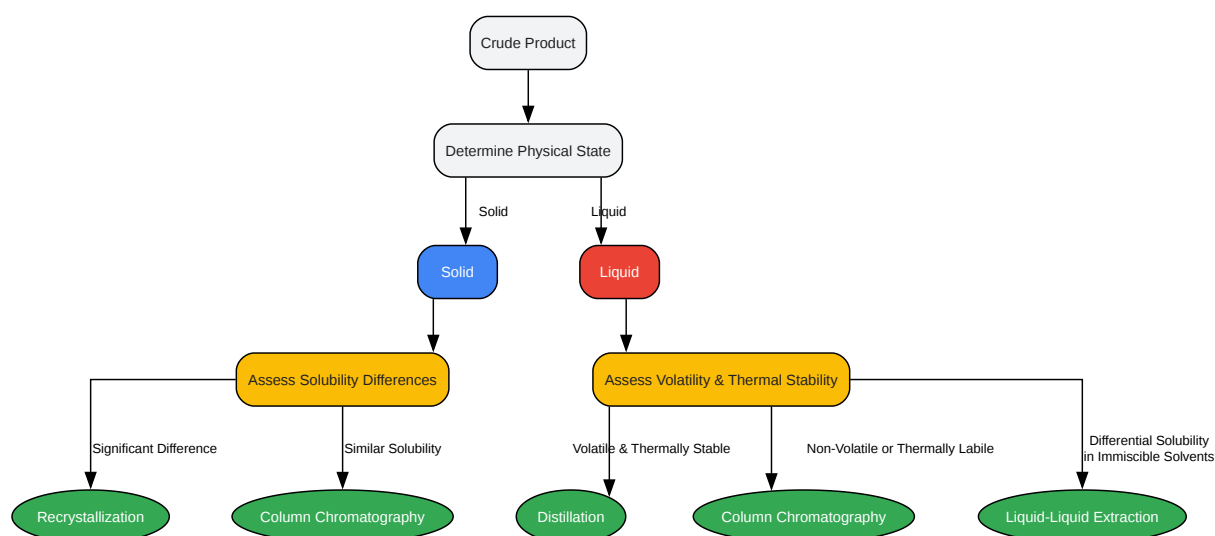 Crude Product
Determine Physical State
Solid
Liquid
Solid
Liquid
Assess Solubility Differences
Assess Volatility & Thermal Stability
Significant Difference
Similar Solubility
Volatile & Thermally Stable
Non-Volatile or Thermally Labile
Differential Solubility
in Immiscible Solvents
Recrystallization
Column Chromatography
Distillation
Column Chromatography
Liquid-Liquid Extraction